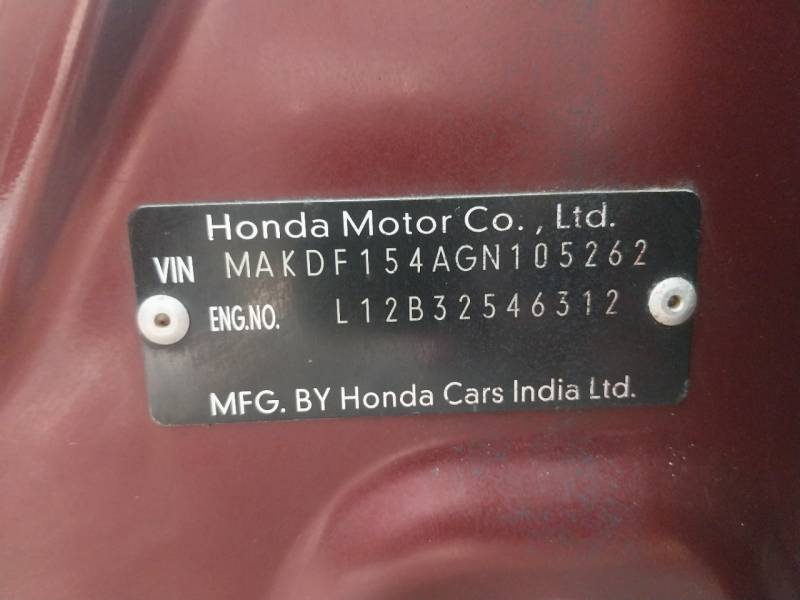 Honda Motor Co., Ltd.
VIN MAKDF154AGN105262
ENG.NO. L12B32546312
MFG. BY Honda Cars India Ltd.